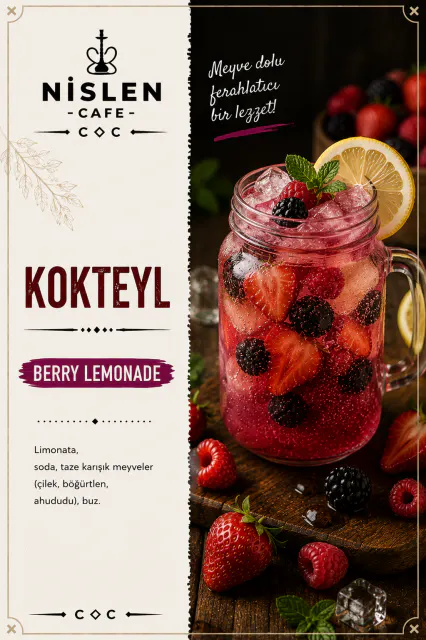 NİSLEN
-CAFE-
C◇C
Meyve dolu
ferahlatıcı
bir lezzet!
KOKTEYL
BERRY LEMONADE
Limonata,
soda, taze karışık meyveler
(çilek, böğürtlen,
ahududu), buz.
C◇C